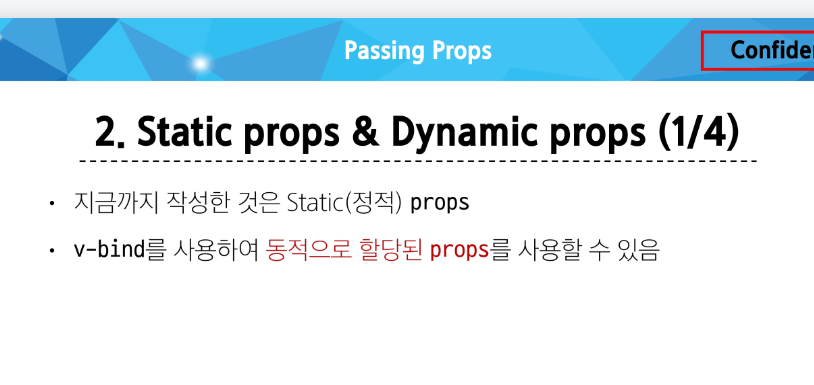 Passing Props
2. Static props & Dynamic props (1/4)
• 지금까지 작성한 것은 Static(정적) props
• v-bind를 사용하여 동적으로 할당된 props를 사용할 수 있음